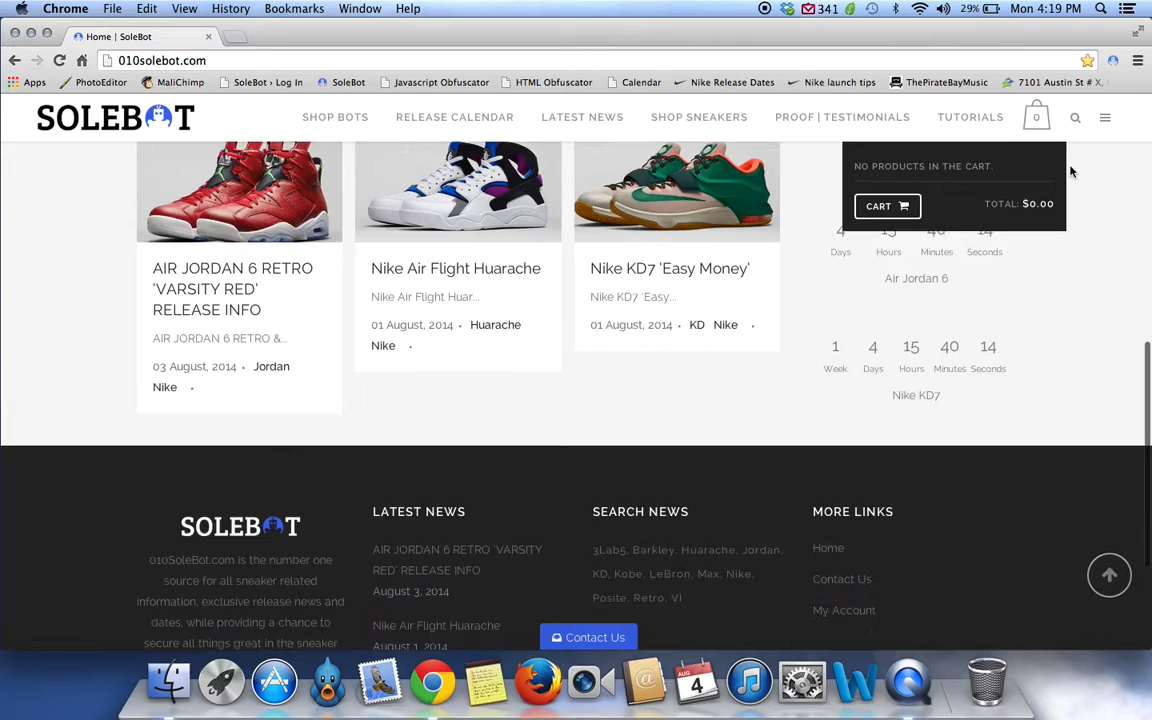 Chrome File Edit View History Bookmarks Window Help 341 29% Mon 4:19 PM
Home | SoleBot
010solebot.com
Apps PhotoEditor MaliChimp SoleBot › Log In SoleBot Javascript Obfuscator HTML Obfuscator Calendar Nike Release Dates Nike launch tips ThePirateBayMusic 7101 Austin St # X,
SOLEBOT SHOP BOTS RELEASE CALENDAR LATEST NEWS SHOP SNEAKERS PROOF | TESTIMONIALS TUTORIALS 0
NO PRODUCTS IN THE CART.
CART TOTAL: $0.00
Days Hours Minutes Seconds
Air Jordan 6
1 4 15 40 14
Week Days Hours Minutes Seconds
Nike KD7
AIR JORDAN 6 RETRO
'VARSITY RED'
RELEASE INFO
AIR JORDAN 6 RETRO &...
03 August, 2014 • Jordan
Nike •
Nike Air Flight Huarache
Nike Air Flight Huar...
01 August, 2014 • Huarache
Nike •
Nike KD7 'Easy Money'
Nike KD7 'Easy...
01 August, 2014 • KD Nike •
SOLEBOT
010SoleBot.com is the number one
source for all sneaker related
information, exclusive release news and
dates, while providing a chance to
secure all things great in the sneaker
LATEST NEWS
AIR JORDAN 6 RETRO 'VARSITY
RED' RELEASE INFO
August 3, 2014
Nike Air Flight Huarache
August 1, 2014
SEARCH NEWS
3Lab5, Barkley, Huarache, Jordan,
KD, Kobe, LeBron, Max, Nike,
Posite, Retro, VI
MORE LINKS
Home
Contact Us
My Account
Contact Us
AUG
4